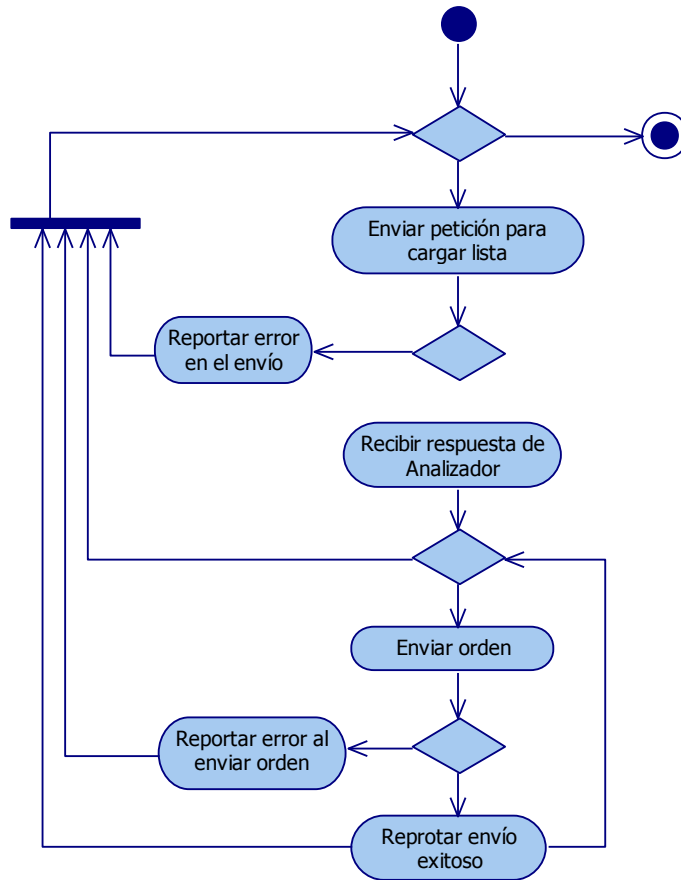 Enviar petición para
cargar lista
Reportar error
en el envío
Recibir respuesta de
Analizador
Enviar orden
Reportar error al
enviar orden
Reprotar envío
exitoso